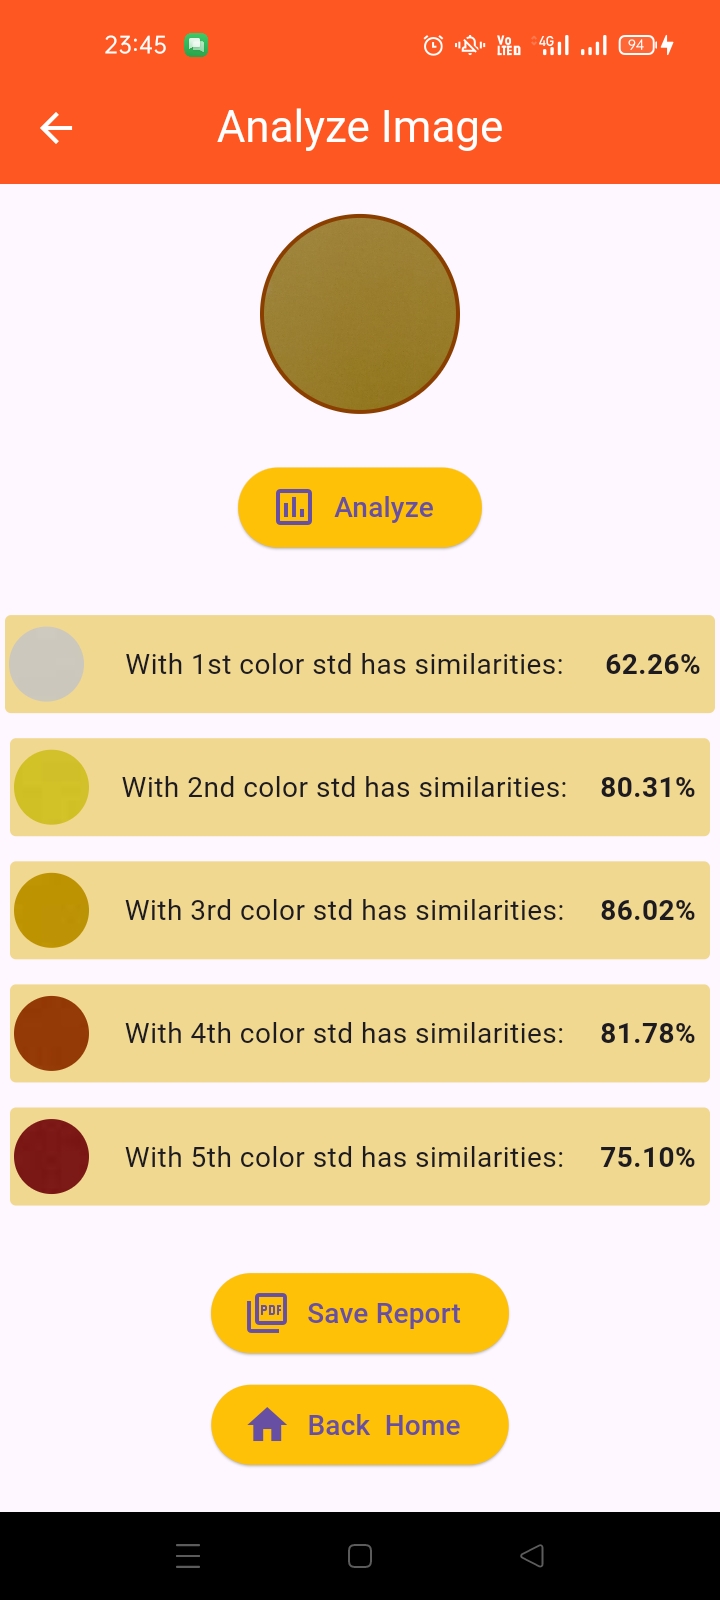 23:45
Vo LTED 4G 94
Analyze Image
Analyze
With 1st color std has similarities: 62.26%
With 2nd color std has similarities: 80.31%
With 3rd color std has similarities: 86.02%
With 4th color std has similarities: 81.78%
With 5th color std has similarities: 75.10%
PDF Save Report
Back Home